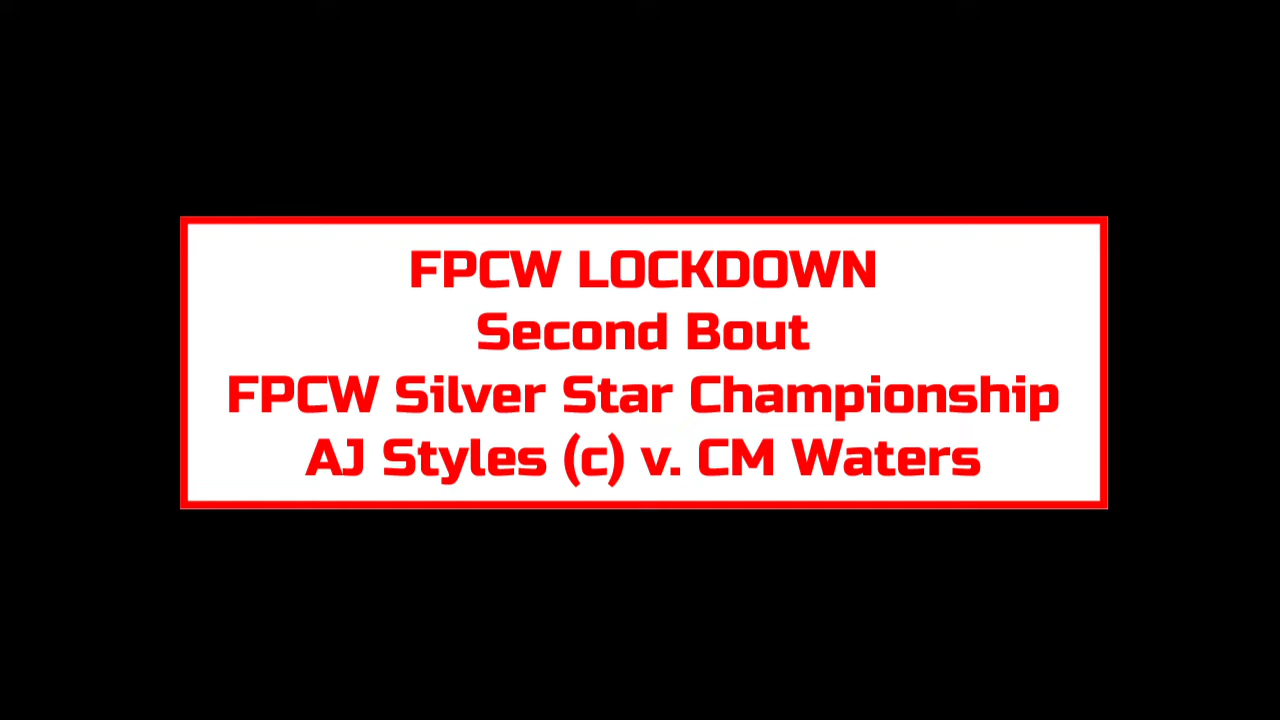 FPCW LOCKDOWN
Second Bout
FPCW Silver Star Championship
AJ Styles (c) v. CM Waters